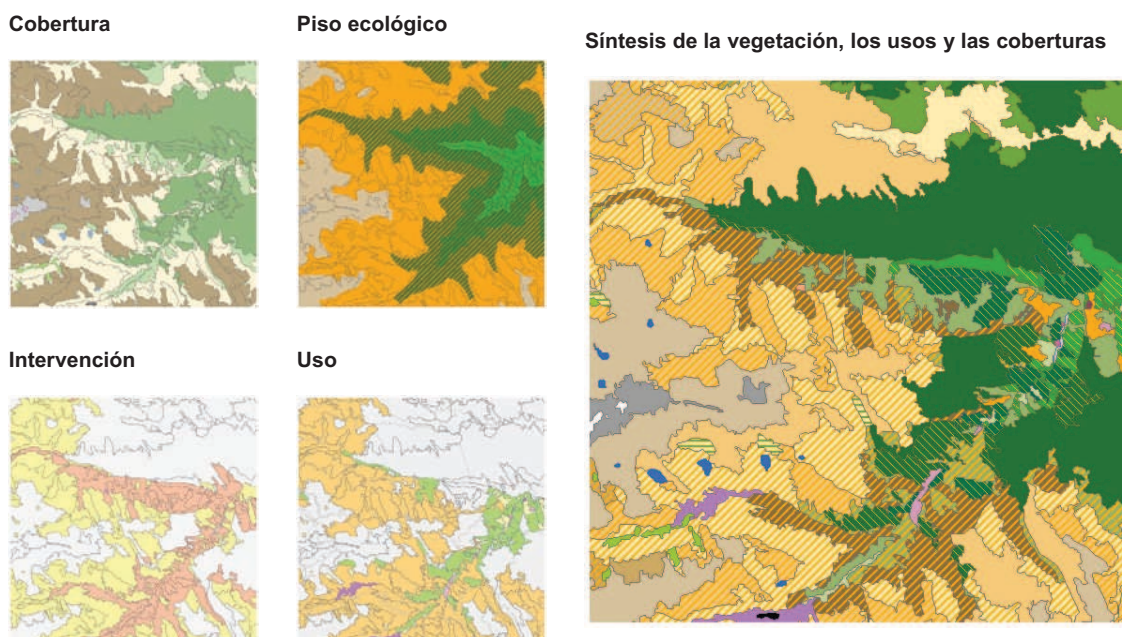 Cobertura
Piso ecológico
Síntesis de la vegetación, los usos y las coberturas
Intervención
Uso